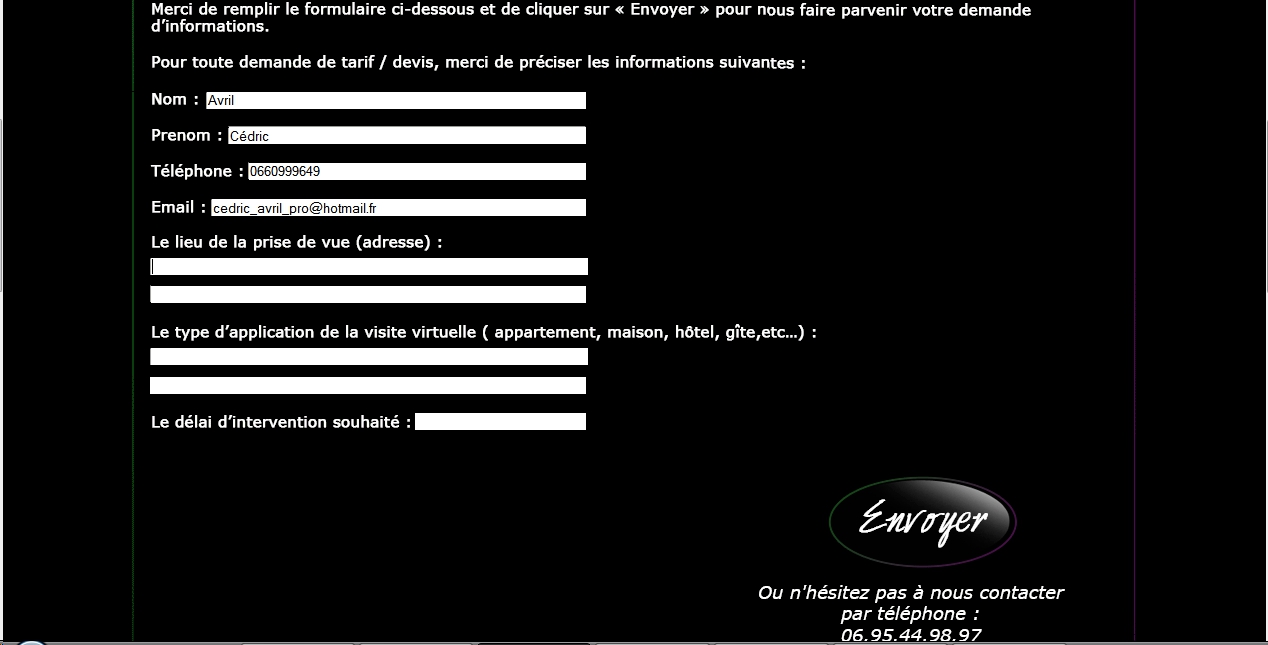 Merci de remplir le formulaire ci-dessous et de cliquer sur « Envoyer » pour nous faire parvenir votre demande
d’informations.
Pour toute demande de tarif / devis, merci de préciser les informations suivantes :
Nom : Avril
Prenom : Cédric
Téléphone : 0660999649
Email : cedric_avril_pro@hotmail.fr
Le lieu de la prise de vue (adresse) :
Le type d’application de la visite virtuelle ( appartement, maison, hôtel, gîte,etc…) :
Le délai d’intervention souhaité :
Envoyer
Ou n'hésitez pas à nous contacter
par téléphone :
06.95.44.98.97